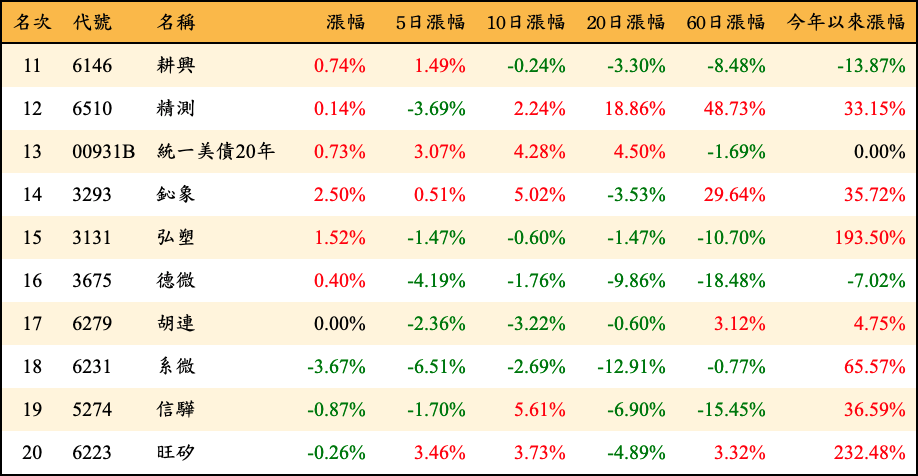 名次 代號 名稱 漲幅 5日漲幅 10日漲幅 20日漲幅 60日漲幅 今年以來漲幅
11 6146 耕興 0.74% 1.49% -0.24% -3.30% -8.48% -13.87%
12 6510 精測 0.14% -3.69% 2.24% 18.86% 48.73% 33.15%
13 00931B 統一美債20年 0.73% 3.07% 4.28% 4.50% -1.69% 0.00%
14 3293 鈊象 2.50% 0.51% 5.02% -3.53% 29.64% 35.72%
15 3131 弘塑 1.52% -1.47% -0.60% -1.47% -10.70% 193.50%
16 3675 德微 0.40% -4.19% -1.76% -9.86% -18.48% -7.02%
17 6279 胡連 0.00% -2.36% -3.22% -0.60% 3.12% 4.75%
18 6231 系微 -3.67% -6.51% -2.69% -12.91% -0.77% 65.57%
19 5274 信驊 -0.87% -1.70% 5.61% -6.90% -15.45% 36.59%
20 6223 旺矽 -0.26% 3.46% 3.73% -4.89% 3.32% 232.48%